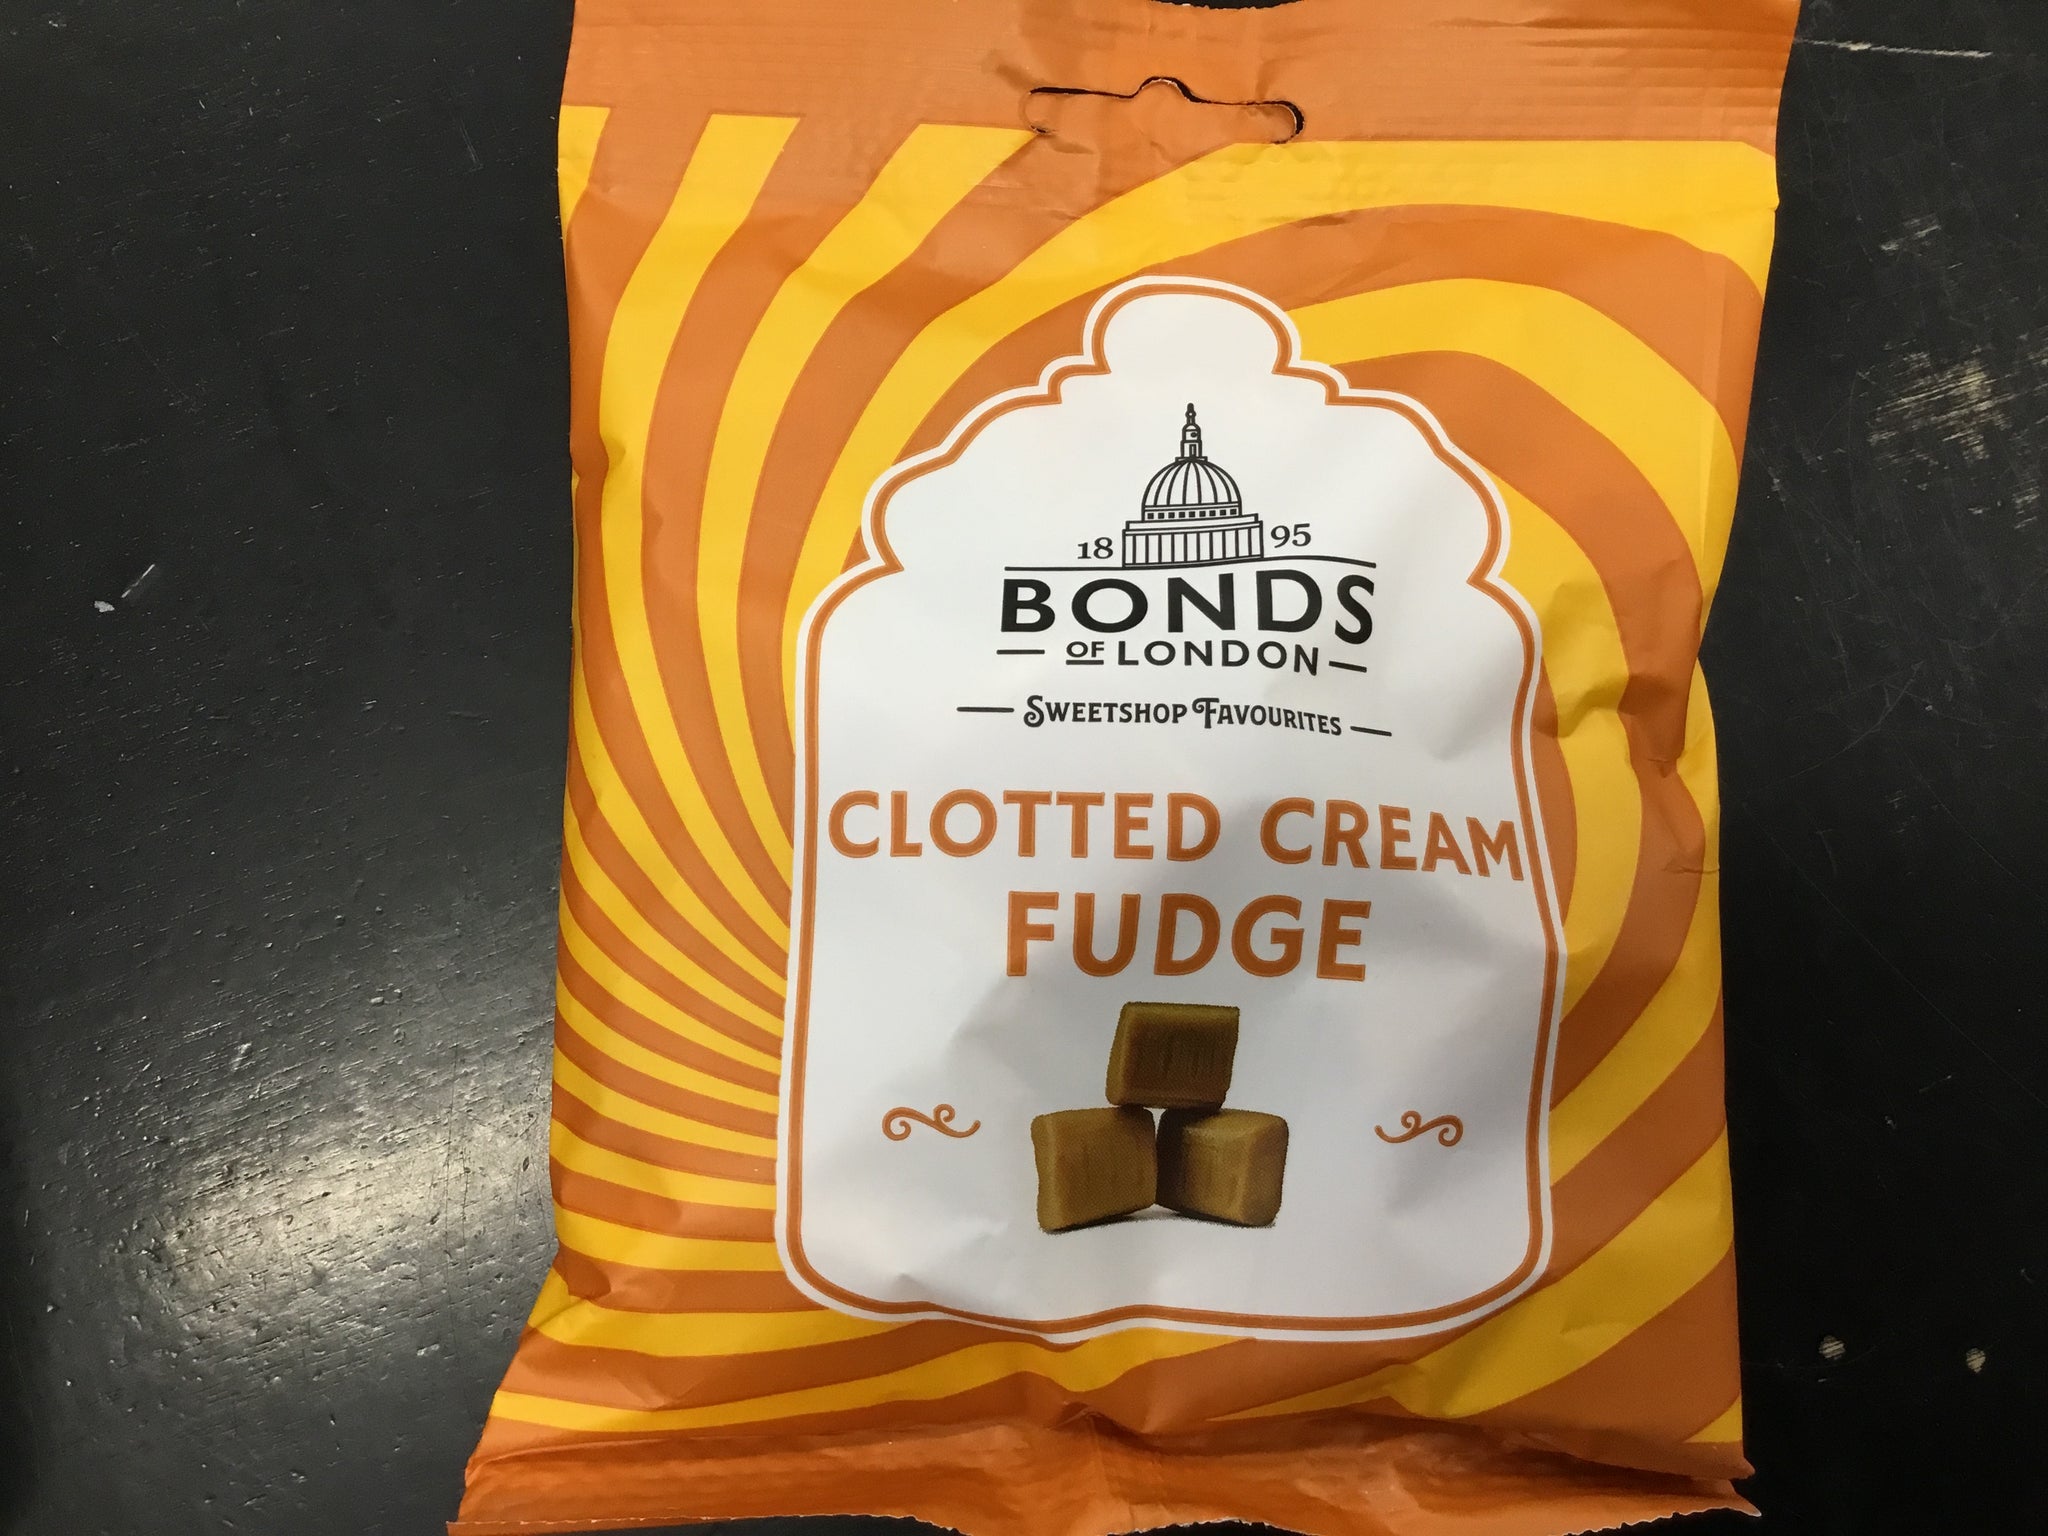 18 95
BONDS
OF LONDON
SWEETSHOP FAVOURITES
CLOTTED CREAM
FUDGE